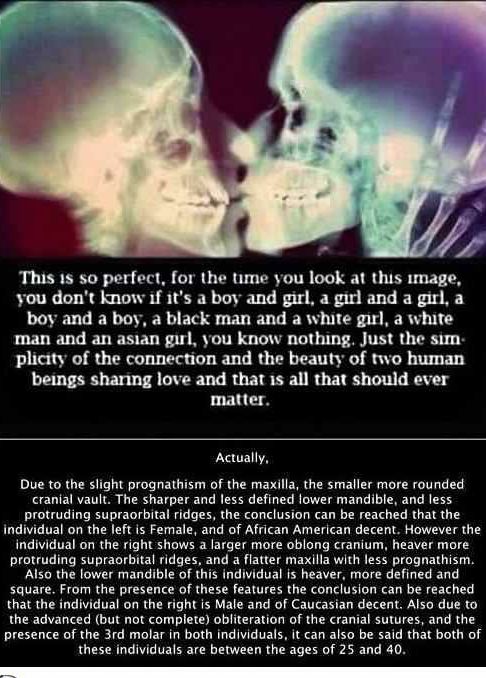 This is so perfect, for the time you look at this image,
you don't know if it's a boy and girl, a girl and a girl, a
boy and a boy, a black man and a white girl, a white
man and an asian girl, you know nothing. Just the sim-
plicity of the connection and the beauty of two human
beings sharing love and that is all that should ever
matter.
Actually,
Due to the slight prognathism of the maxilla, the smaller more rounded
cranial vault. The sharper and less defined lower mandible, and less
protruding supraorbital ridges, the conclusion can be reached that the
individual on the left is Female, and of African American decent. However the
individual on the right shows a larger more oblong cranium, heaver more
protruding supraorbital ridges, and a flatter maxilla with less prognathism.
Also the lower mandible of this individual is heaver, more defined and
square. From the presence of these features the conclusion can be reached
that the individual on the right is Male and of Caucasian decent. Also due to
the advanced (but not complete) obliteration of the cranial sutures, and the
presence of the 3rd molar in both individuals, it can also be said that both of
these individuals are between the ages of 25 and 40.